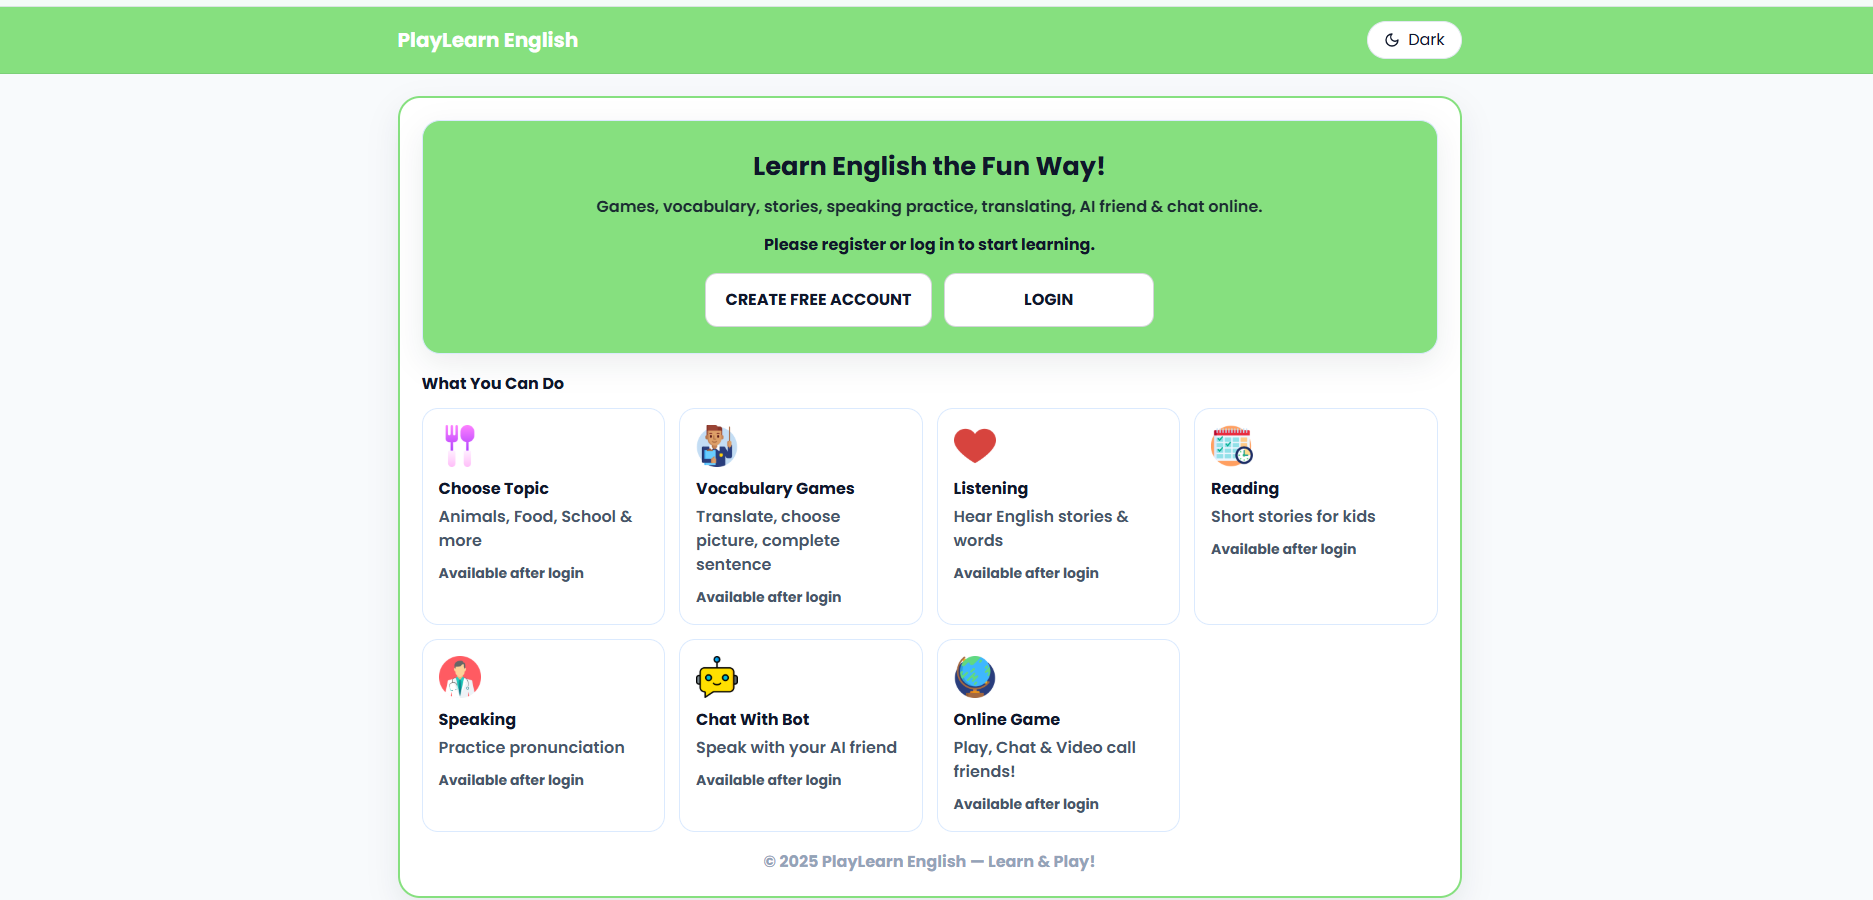 PlayLearn English
Dark
Learn English the Fun Way!
Games, vocabulary, stories, speaking practice, translating, AI friend & chat online.
Please register or log in to start learning.
CREATE FREE ACCOUNT
LOGIN
What You Can Do
Choose Topic
Animals, Food, School &
more
Available after login
Vocabulary Games
Translate, choose
picture, complete
sentence
Available after login
Listening
Hear English stories &
words
Available after login
Reading
Short stories for kids
Available after login
Speaking
Practice pronunciation
Available after login
Chat With Bot
Speak with your AI friend
Available after login
Online Game
Play, Chat & Video call
friends!
Available after login
© 2025 PlayLearn English — Learn & Play!